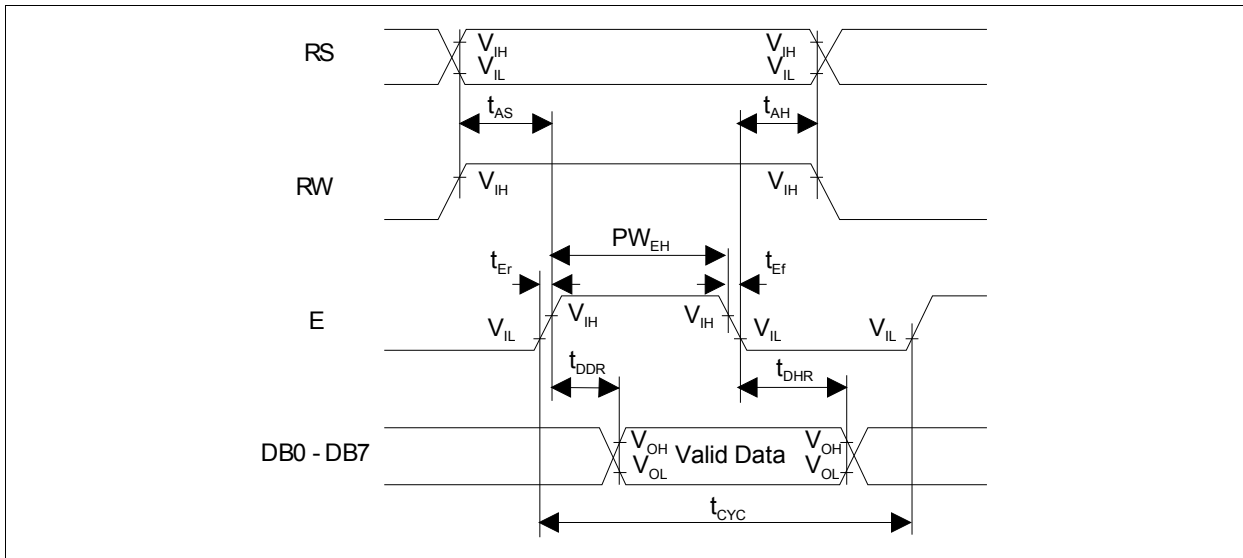 RS
V_IH V_IH
V_IL V_IL
t_AS t_AH
RW
V_IH V_IH
PW_EH
t_Er t_Ef
E
V_IH V_IH
V_IL V_IL V_IL
t_DDR t_DHR
DB0 - DB7
V_OH Valid Data V_OH
V_OL V_OL
t_CYC